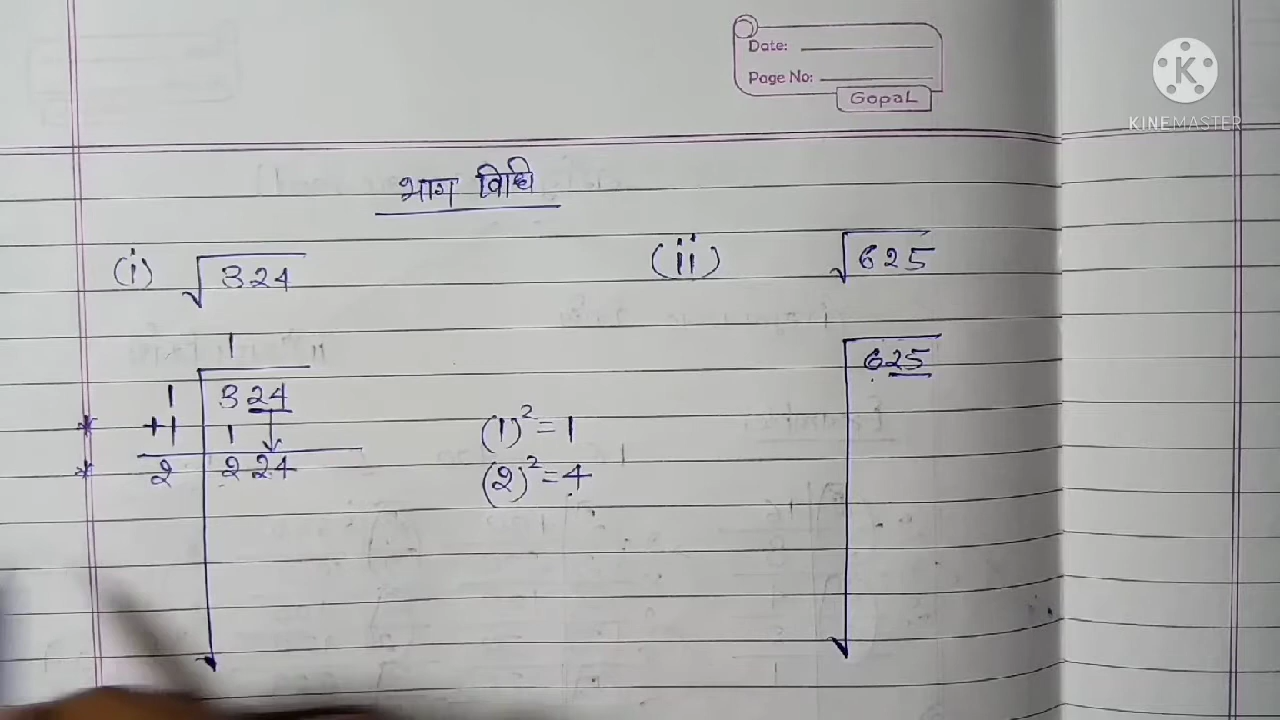 Date:
Page No:
Gopal
K
KINEMASTER
भाग विधि
(i) √324
(ii) √625
1
1 324
+1 1
2 224
(1)² = 1
(2)² = 4
625